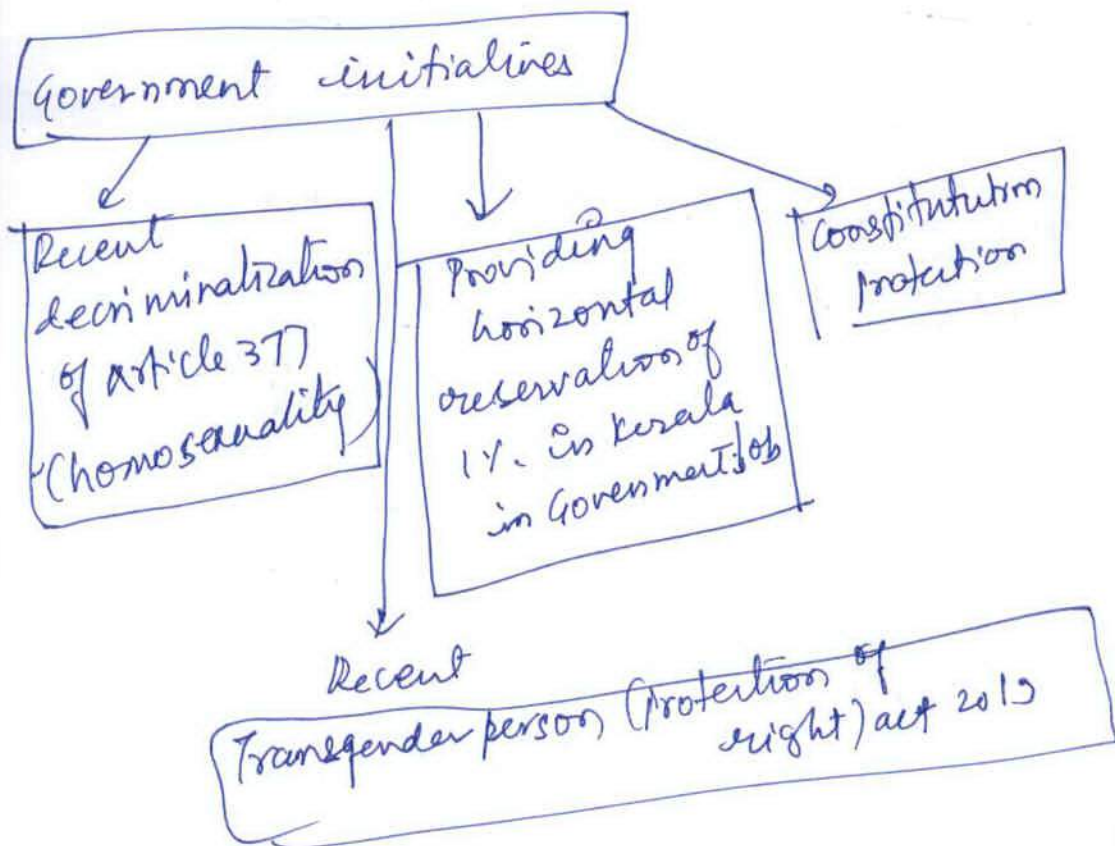 Government initiatives
Recent
decriminalization
of article 377
(homosexuality)
Providing
horizontal
reservation of
1%. in Kerala
in Government job
Constitution
protection
Recent
Transgender person (Protection of
right) act 2019